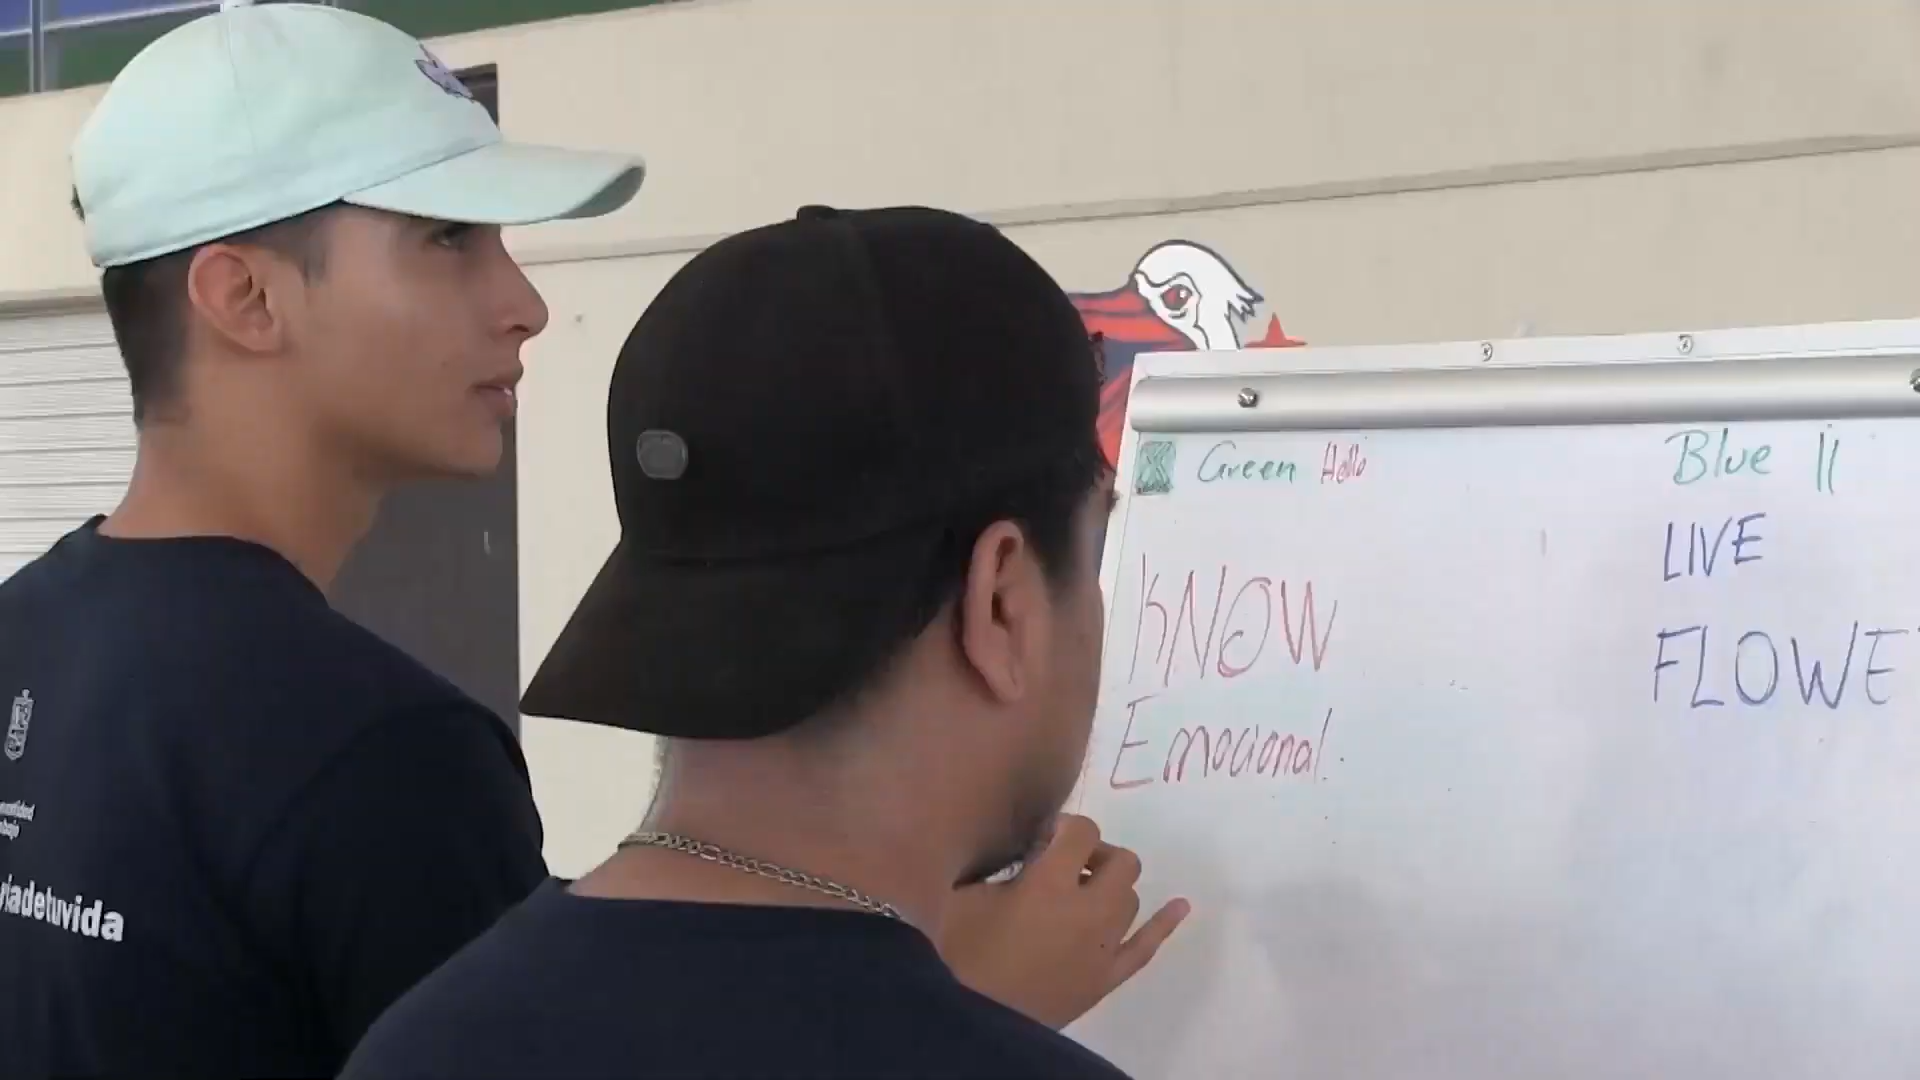 Green Hello
KNOW
Emocional.
Blue ||
LIVE
FLOWE
viadetuvida